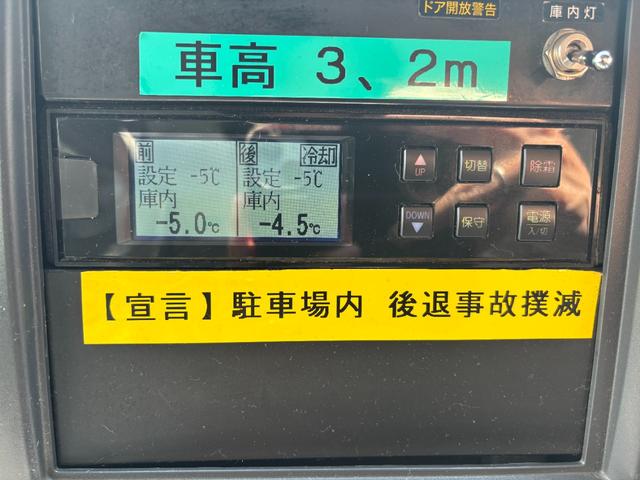 ドア開放警告
庫内灯
車高 3、2m
前 後 冷却
設定 -5℃ 設定 -5℃
庫内 庫内
-5.0℃ -4.5℃
UP 切替 除霜
DOWN 保守 電源
入/切
【宣言】駐車場内 後退事故撲滅